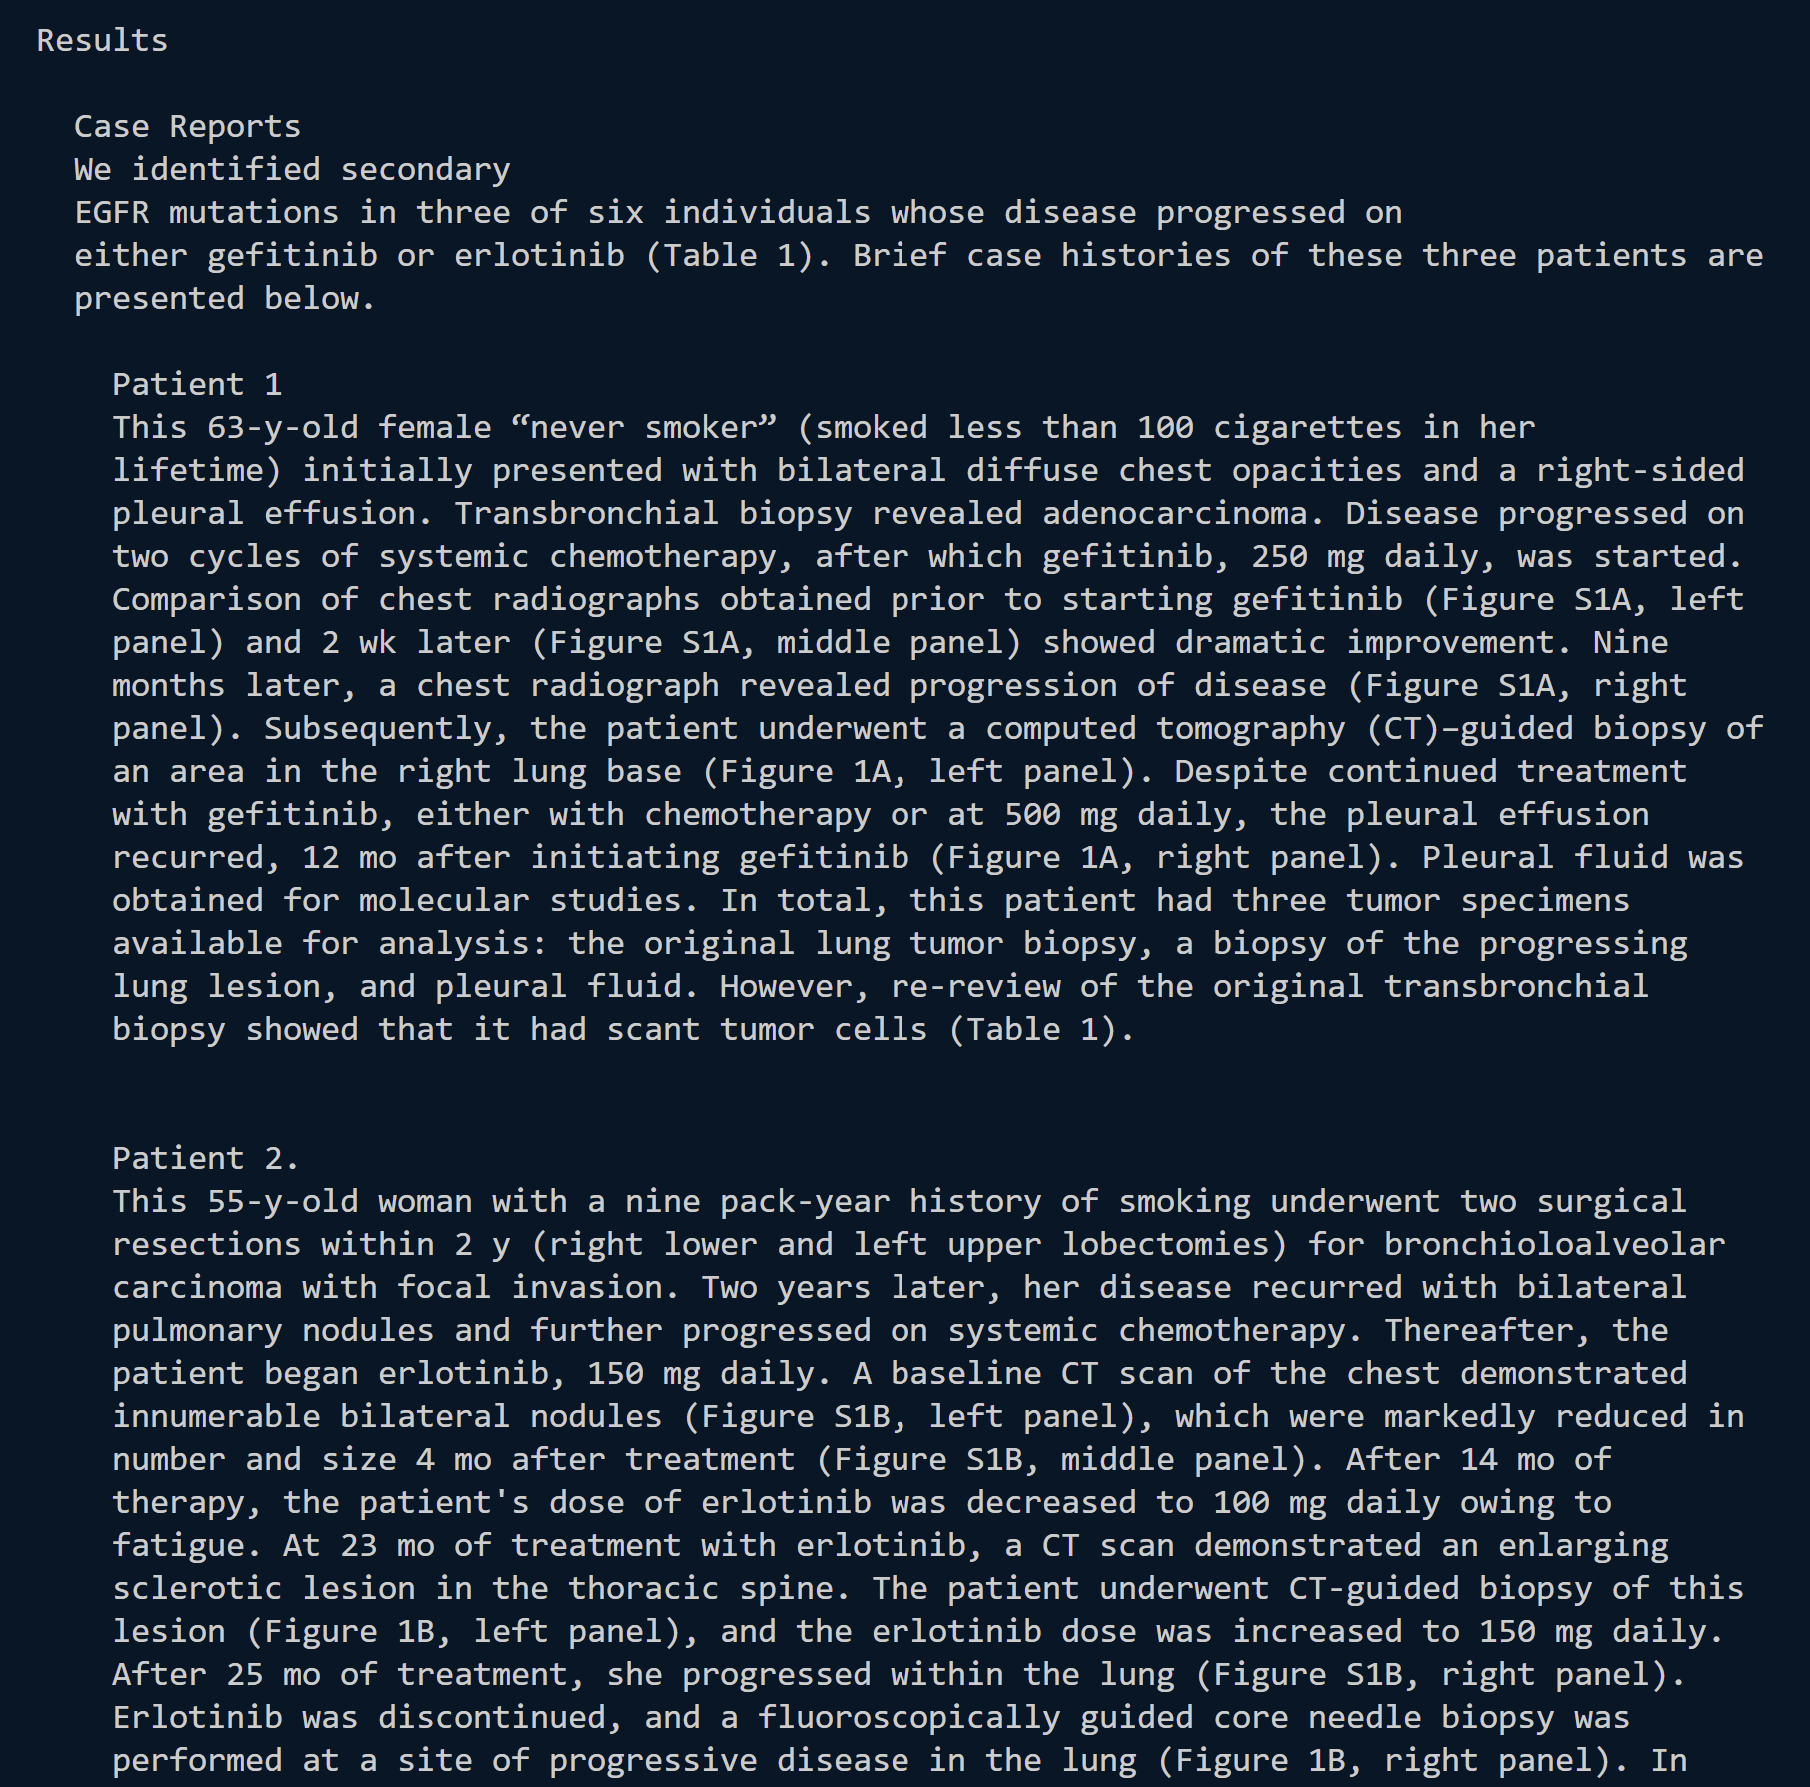 Results
Case Reports
We identified secondary
EGFR mutations in three of six individuals whose disease progressed on
either gefitinib or erlotinib (Table 1). Brief case histories of these three patients are
presented below.
Patient 1
This 63-y-old female “never smoker” (smoked less than 100 cigarettes in her
lifetime) initially presented with bilateral diffuse chest opacities and a right-sided
pleural effusion. Transbronchial biopsy revealed adenocarcinoma. Disease progressed on
two cycles of systemic chemotherapy, after which gefitinib, 250 mg daily, was started.
Comparison of chest radiographs obtained prior to starting gefitinib (Figure S1A, left
panel) and 2 wk later (Figure S1A, middle panel) showed dramatic improvement. Nine
months later, a chest radiograph revealed progression of disease (Figure S1A, right
panel). Subsequently, the patient underwent a computed tomography (CT)–guided biopsy of
an area in the right lung base (Figure 1A, left panel). Despite continued treatment
with gefitinib, either with chemotherapy or at 500 mg daily, the pleural effusion
recurred, 12 mo after initiating gefitinib (Figure 1A, right panel). Pleural fluid was
obtained for molecular studies. In total, this patient had three tumor specimens
available for analysis: the original lung tumor biopsy, a biopsy of the progressing
lung lesion, and pleural fluid. However, re-review of the original transbronchial
biopsy showed that it had scant tumor cells (Table 1).
Patient 2.
This 55-y-old woman with a nine pack-year history of smoking underwent two surgical
resections within 2 y (right lower and left upper lobectomies) for bronchioloalveolar
carcinoma with focal invasion. Two years later, her disease recurred with bilateral
pulmonary nodules and further progressed on systemic chemotherapy. Thereafter, the
patient began erlotinib, 150 mg daily. A baseline CT scan of the chest demonstrated
innumerable bilateral nodules (Figure S1B, left panel), which were markedly reduced in
number and size 4 mo after treatment (Figure S1B, middle panel). After 14 mo of
therapy, the patient's dose of erlotinib was decreased to 100 mg daily owing to
fatigue. At 23 mo of treatment with erlotinib, a CT scan demonstrated an enlarging
sclerotic lesion in the thoracic spine. The patient underwent CT-guided biopsy of this
lesion (Figure 1B, left panel), and the erlotinib dose was increased to 150 mg daily.
After 25 mo of treatment, she progressed within the lung (Figure S1B, right panel).
Erlotinib was discontinued, and a fluoroscopically guided core needle biopsy was
performed at a site of progressive disease in the lung (Figure 1B, right panel). In